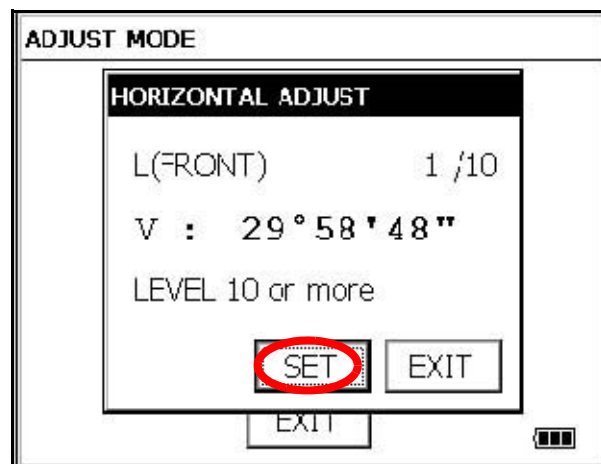 ADJUST MODE
HORIZONTAL ADJUST
L(FRONT) 1 /10
V : 29°58'48"
LEVEL 10 or more
SET EXIT
EXIT